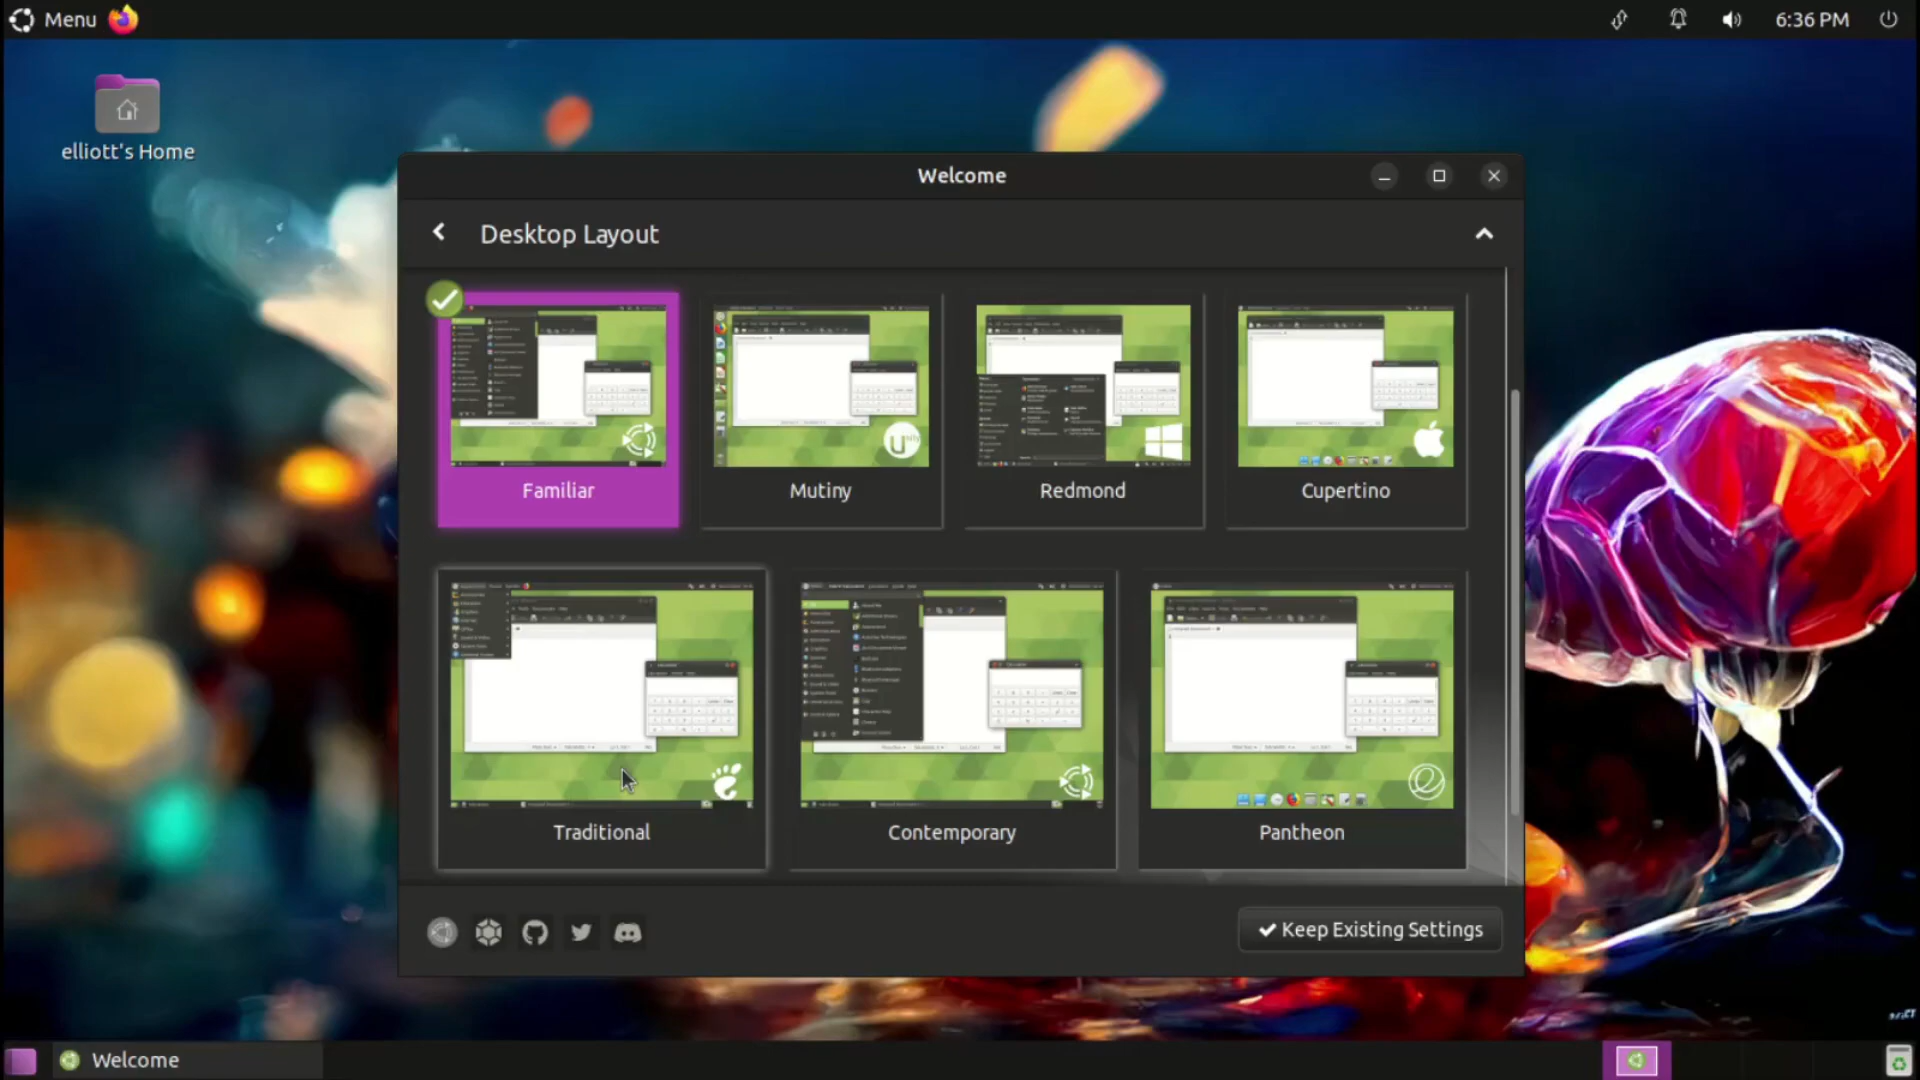 Menu
6:36 PM
elliott's Home
Welcome
Desktop Layout
Familiar
Mutiny
Redmond
Cupertino
Traditional
Contemporary
Pantheon
Keep Existing Settings
Welcome